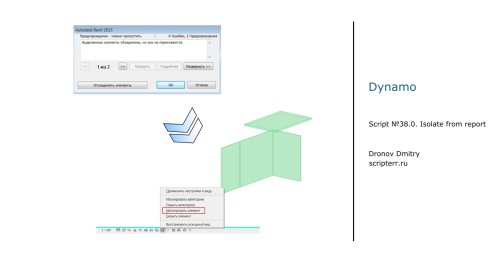 Autodesk Revit 2015
Предупреждение - можно пропустить
0 Ошибок, 2 Предупреждения
Выделенные элементы объединены, но они не пересекаются.
1 из 2
>>
Показать
Подробнее
Развернуть >>
Отсоединить элементы
ОК
Отмена
Dynamo
Script №38.0. Isolate from report
Dronov Dmitry
scripterr.ru
Применить настройки к виду
Изолировать категорию
Скрыть категорию
Изолировать элемент
Скрыть элемент
Восстановить исходный вид
1 : 100